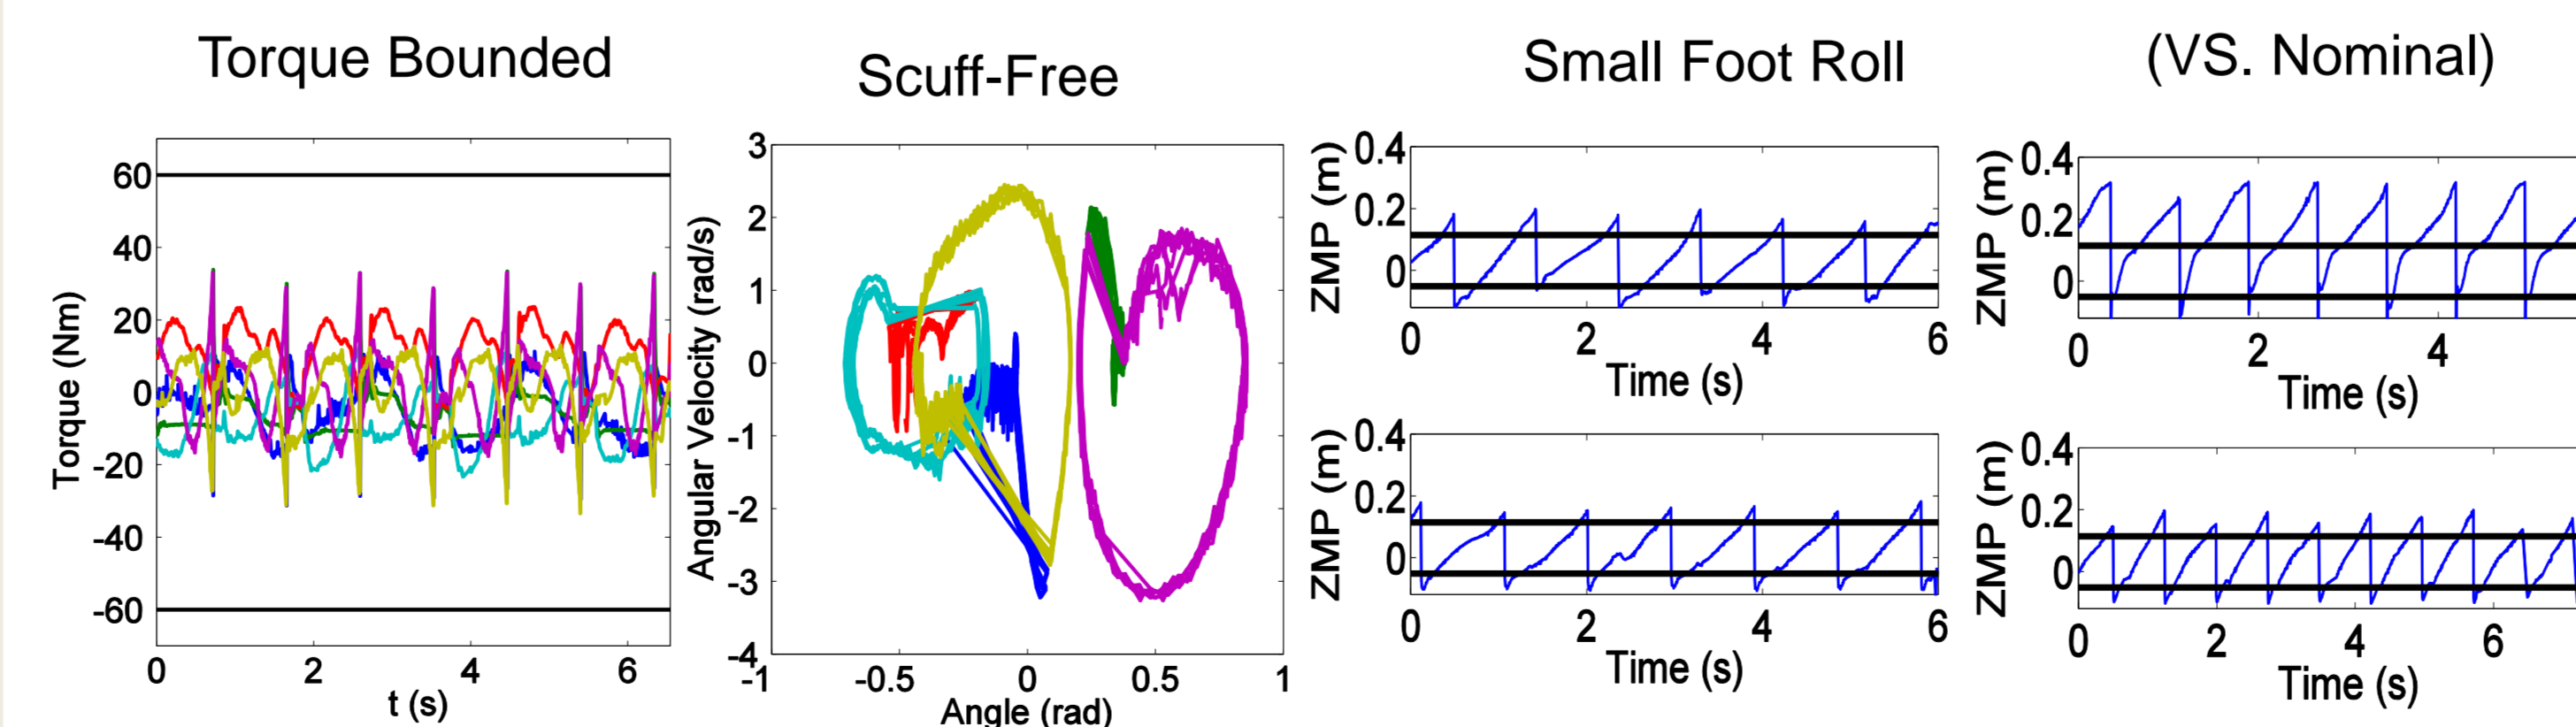 Torque Bounded
60
40
20
0
-20
-40
-60
Torque (Nm)
0 2 4 6
t (s)
Scuff-Free
3
2
1
0
-1
-2
-3
-4
Angular Velocity (rad/s)
-1 -0.5 0 0.5 1
Angle (rad)
Small Foot Roll
0.4
0.2
0
ZMP (m)
0 2 4 6
Time (s)
0.4
0.2
0
ZMP (m)
0 2 4 6
Time (s)
(VS. Nominal)
0.4
0.2
0
ZMP (m)
0 2 4
Time (s)
0.4
0.2
0
ZMP (m)
0 2 4 6
Time (s)